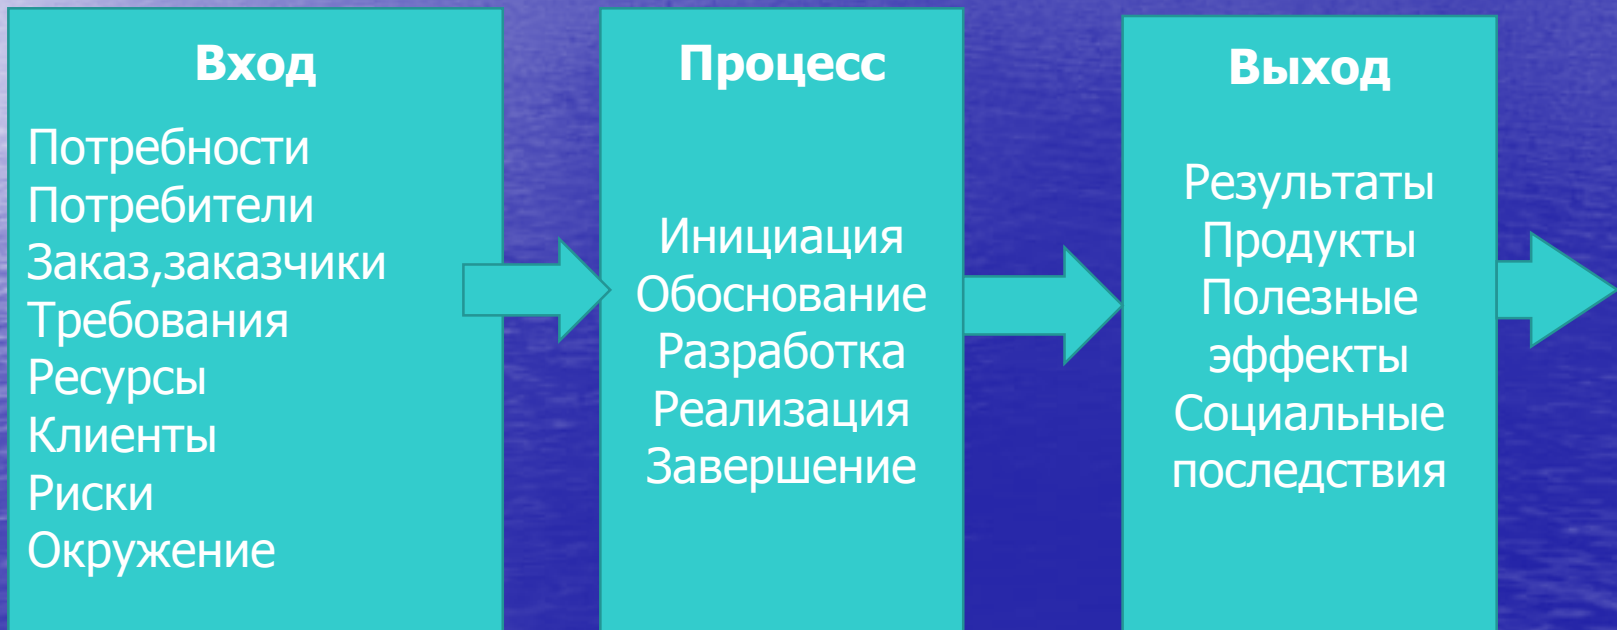 Вход
Потребности
Потребители
Заказ,заказчики
Требования
Ресурсы
Клиенты
Риски
Окружение
Процесс
Инициация
Обоснование
Разработка
Реализация
Завершение
Выход
Результаты
Продукты
Полезные
эффекты
Социальные
последствия